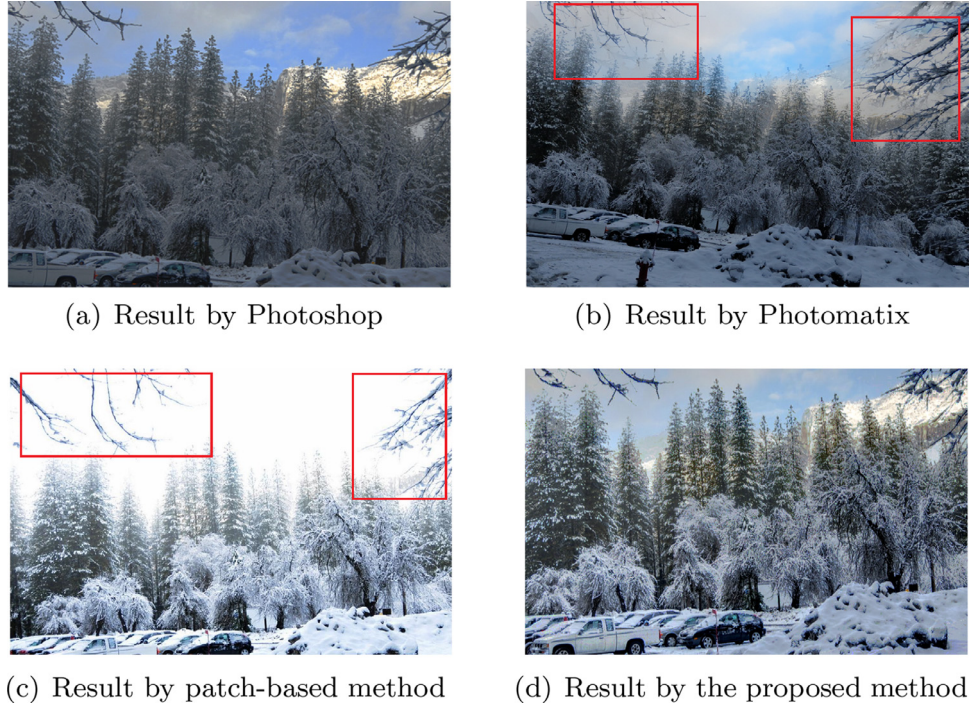 (a) Result by Photoshop
(b) Result by Photomatix
(c) Result by patch-based method
(d) Result by the proposed method